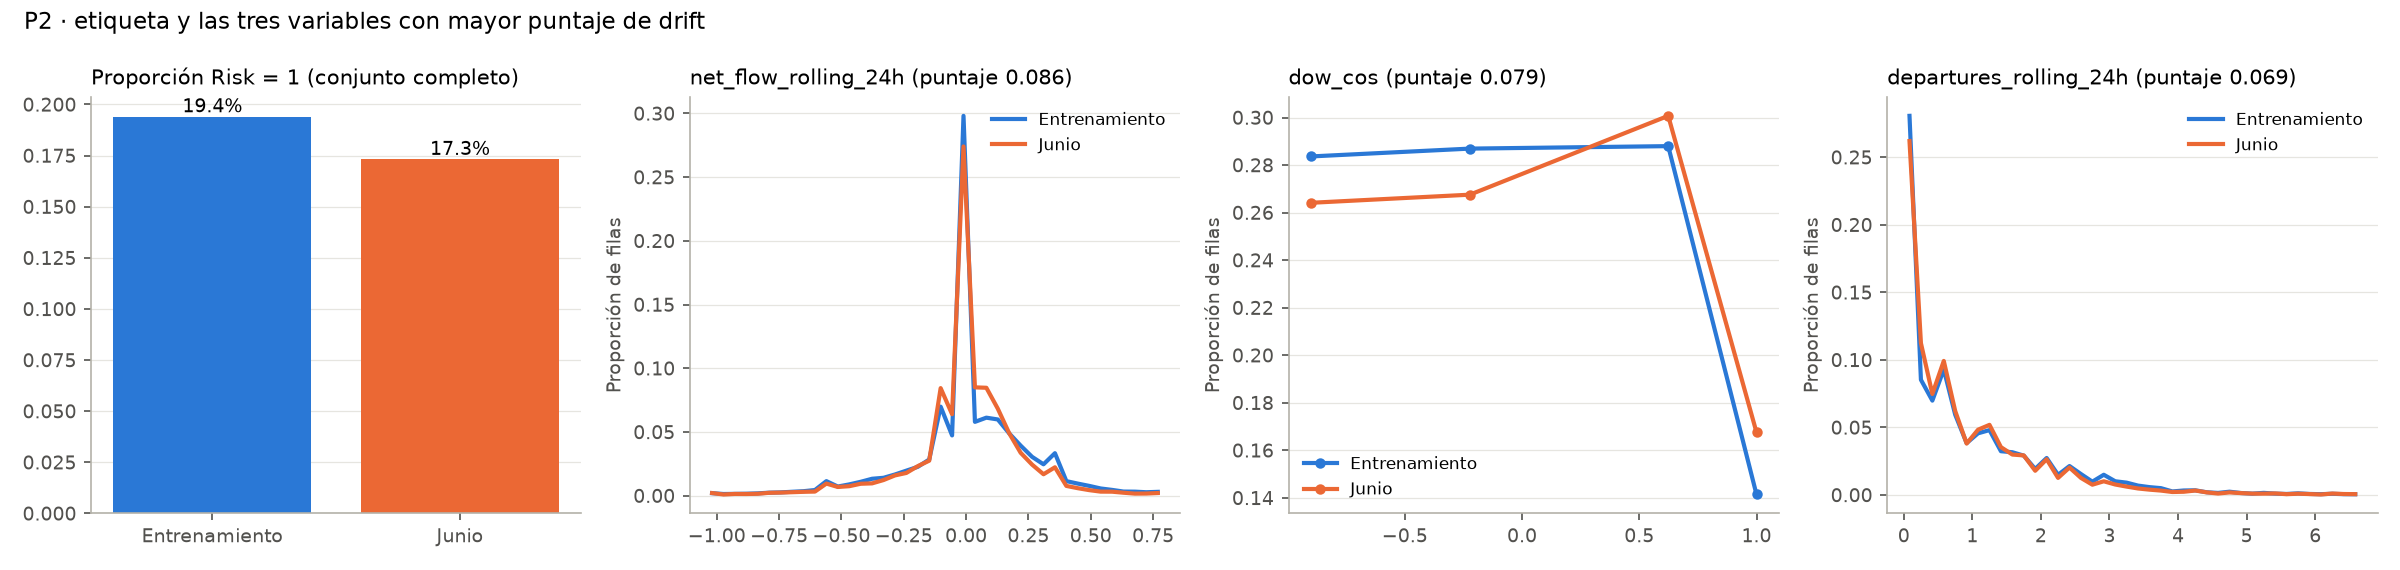 P2 · etiqueta y las tres variables con mayor puntaje de drift
Proporción Risk = 1 (conjunto completo)
0.200
0.175
0.150
0.125
0.100
0.075
0.050
0.025
0.000
19.4%
17.3%
Entrenamiento
Junio
net_flow_rolling_24h (puntaje 0.086)
Proporción de filas
0.30
0.25
0.20
0.15
0.10
0.05
0.00
Entrenamiento
Junio
−1.00 −0.75 −0.50 −0.25 0.00 0.25 0.50 0.75
dow_cos (puntaje 0.079)
Proporción de filas
0.30
0.28
0.26
0.24
0.22
0.20
0.18
0.16
0.14
Entrenamiento
Junio
−0.5 0.0 0.5 1.0
departures_rolling_24h (puntaje 0.069)
Proporción de filas
0.25
0.20
0.15
0.10
0.05
0.00
Entrenamiento
Junio
0 1 2 3 4 5 6